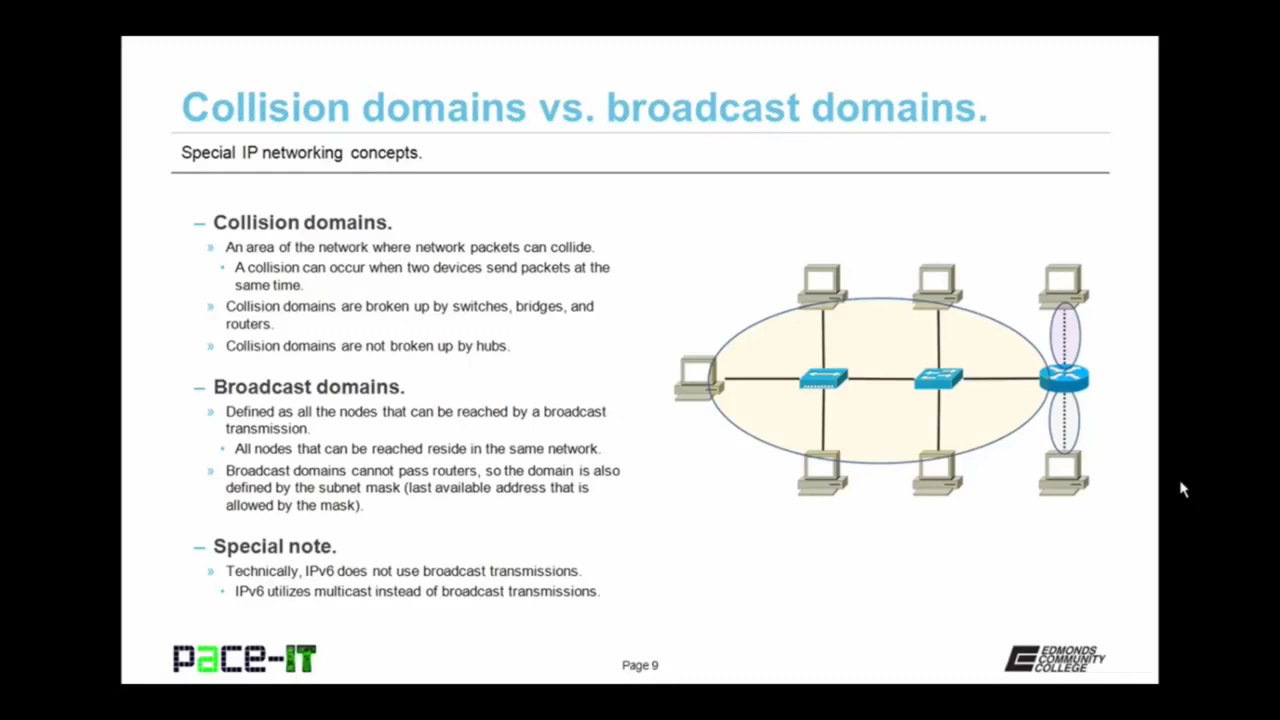 Collision domains vs. broadcast domains.
Special IP networking concepts.
– Collision domains.
» An area of the network where network packets can collide.
• A collision can occur when two devices send packets at the
same time.
» Collision domains are broken up by switches, bridges, and
routers.
» Collision domains are not broken up by hubs.
– Broadcast domains.
» Defined as all the nodes that can be reached by a broadcast
transmission.
• All nodes that can be reached reside in the same network.
» Broadcast domains cannot pass routers, so the domain is also
defined by the subnet mask (last available address that is
allowed by the mask).
– Special note.
» Technically, IPv6 does not use broadcast transmissions.
• IPv6 utilizes multicast instead of broadcast transmissions.
pace-IT
Page 9
EDMONDS
COMMUNITY
COLLEGE